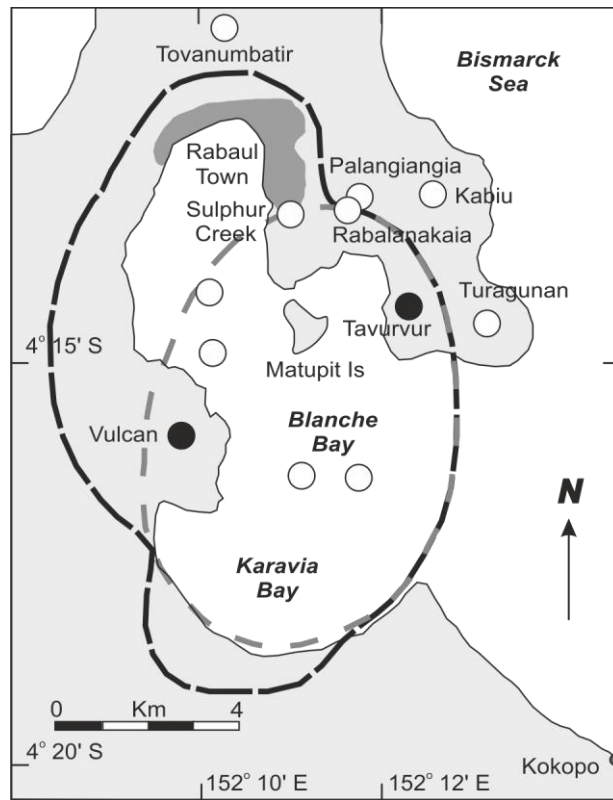 Tovanumbatir
Bismarck
Sea
Rabaul
Town
Palangiangia
Kabiu
Sulphur
Creek
Rabalanakaia
Turagunan
Tavurvur
4° 15' S
Matupit Is
Vulcan
Blanche
Bay
N
Karavia
Bay
0 Km 4
4° 20' S
Kokopo
152° 10' E
152° 12' E